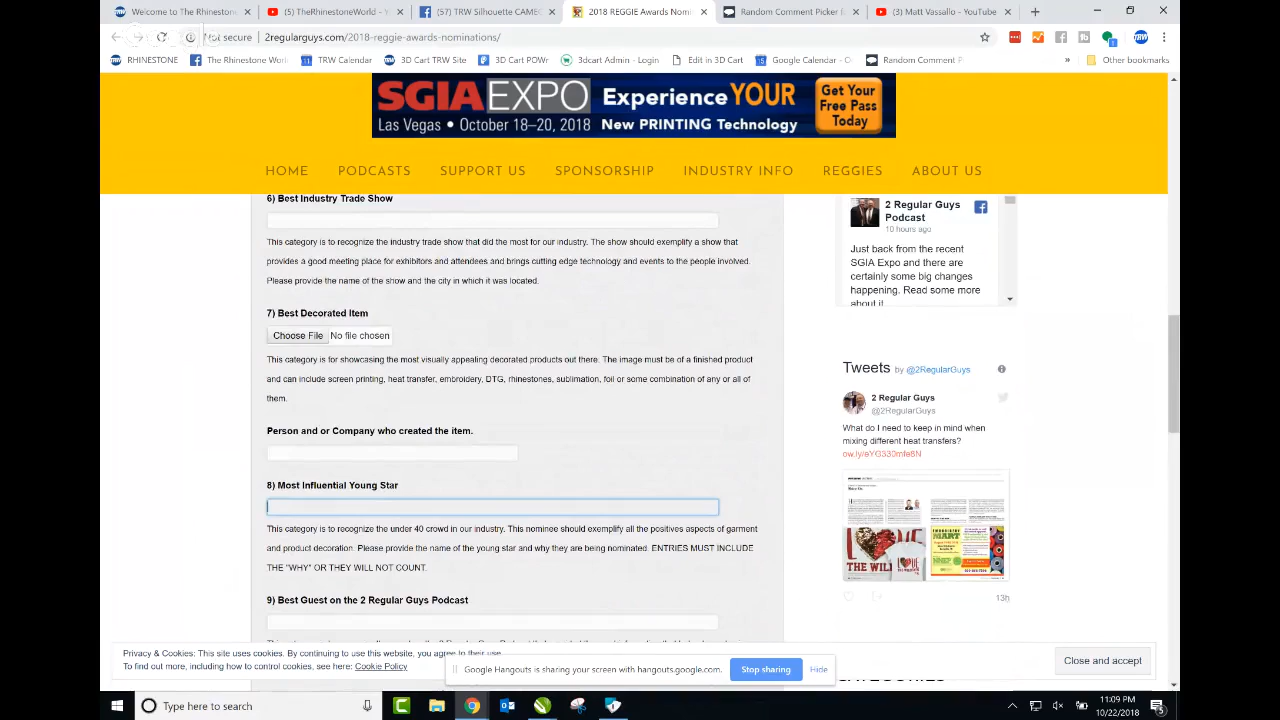 Welcome to The Rhinestone
(5) TheRhinestoneWorld - Y
(57) TRW Silhouette CAMEO
2018 REGGIE Awards Nomi
Random Comment Picker fo
(3) Matt Vassallo - YouTube
Not secure 2regularguys.com/2018-reggie-awards-nominations/
RHINESTONE
The Rhinestone Wor
TRW Calendar
3D Cart TRW Site
3D Cart POWr
3dcart Admin - Login
Edit in 3D Cart
Google Calendar - O
Random Comment P
»
Other bookmarks
SGIA EXPO Experience YOUR
Las Vegas • October 18–20, 2018 New PRINTING Technology
Get Your
Free Pass
Today
HOME PODCASTS SUPPORT US SPONSORSHIP INDUSTRY INFO REGGIES ABOUT US
6) Best Industry Trade Show
This category is to recognize the industry trade show that did the most for our industry. The show should exemplify a show that
provides a good meeting place for exhibitors and attendees and brings cutting edge technology and events to the people involved.
Please provide the name of the show and the city in which it was located.
7) Best Decorated Item
Choose File No file chosen
This category is for showcasing the most visually appealing decorated products out there. The image must be of a finished product
and can include screen printing, heat transfer, embroidery, DTG, rhinestones, sublimation, foil or some combination of any or all of
them.
Person and or Company who created the item.
8) Most Influential Young Star
This category is to recognize the under 40 crowd in our industry. This nominee should exemplify all the positives of advancement
in product decoration. Please provide the name of the young star and why they are being nominated. ENTRIES MUST INCLUDE
THE "WHY" OR THEY WILL NOT COUNT.
9) Best Guest on the 2 Regular Guys Podcast
2 Regular Guys
Podcast
10 hours ago
Just back from the recent
SGIA Expo and there are
certainly some big changes
happening. Read some more
about it
Tweets by @2RegularGuys
2 Regular Guys
@2RegularGuys
What do I need to keep in mind when
mixing different heat transfers?
ow.ly/eYG330mfe8N
THE WILL
MART
13h
Privacy & Cookies: This site uses cookies. By continuing to use this website, you agree to their use.
To find out more, including how to control cookies, see here: Cookie Policy
Close and accept
Google Hangouts is sharing your screen with hangouts.google.com.
Stop sharing
Hide
CATEGORIES
Type here to search
11:09 PM
10/22/2018
5